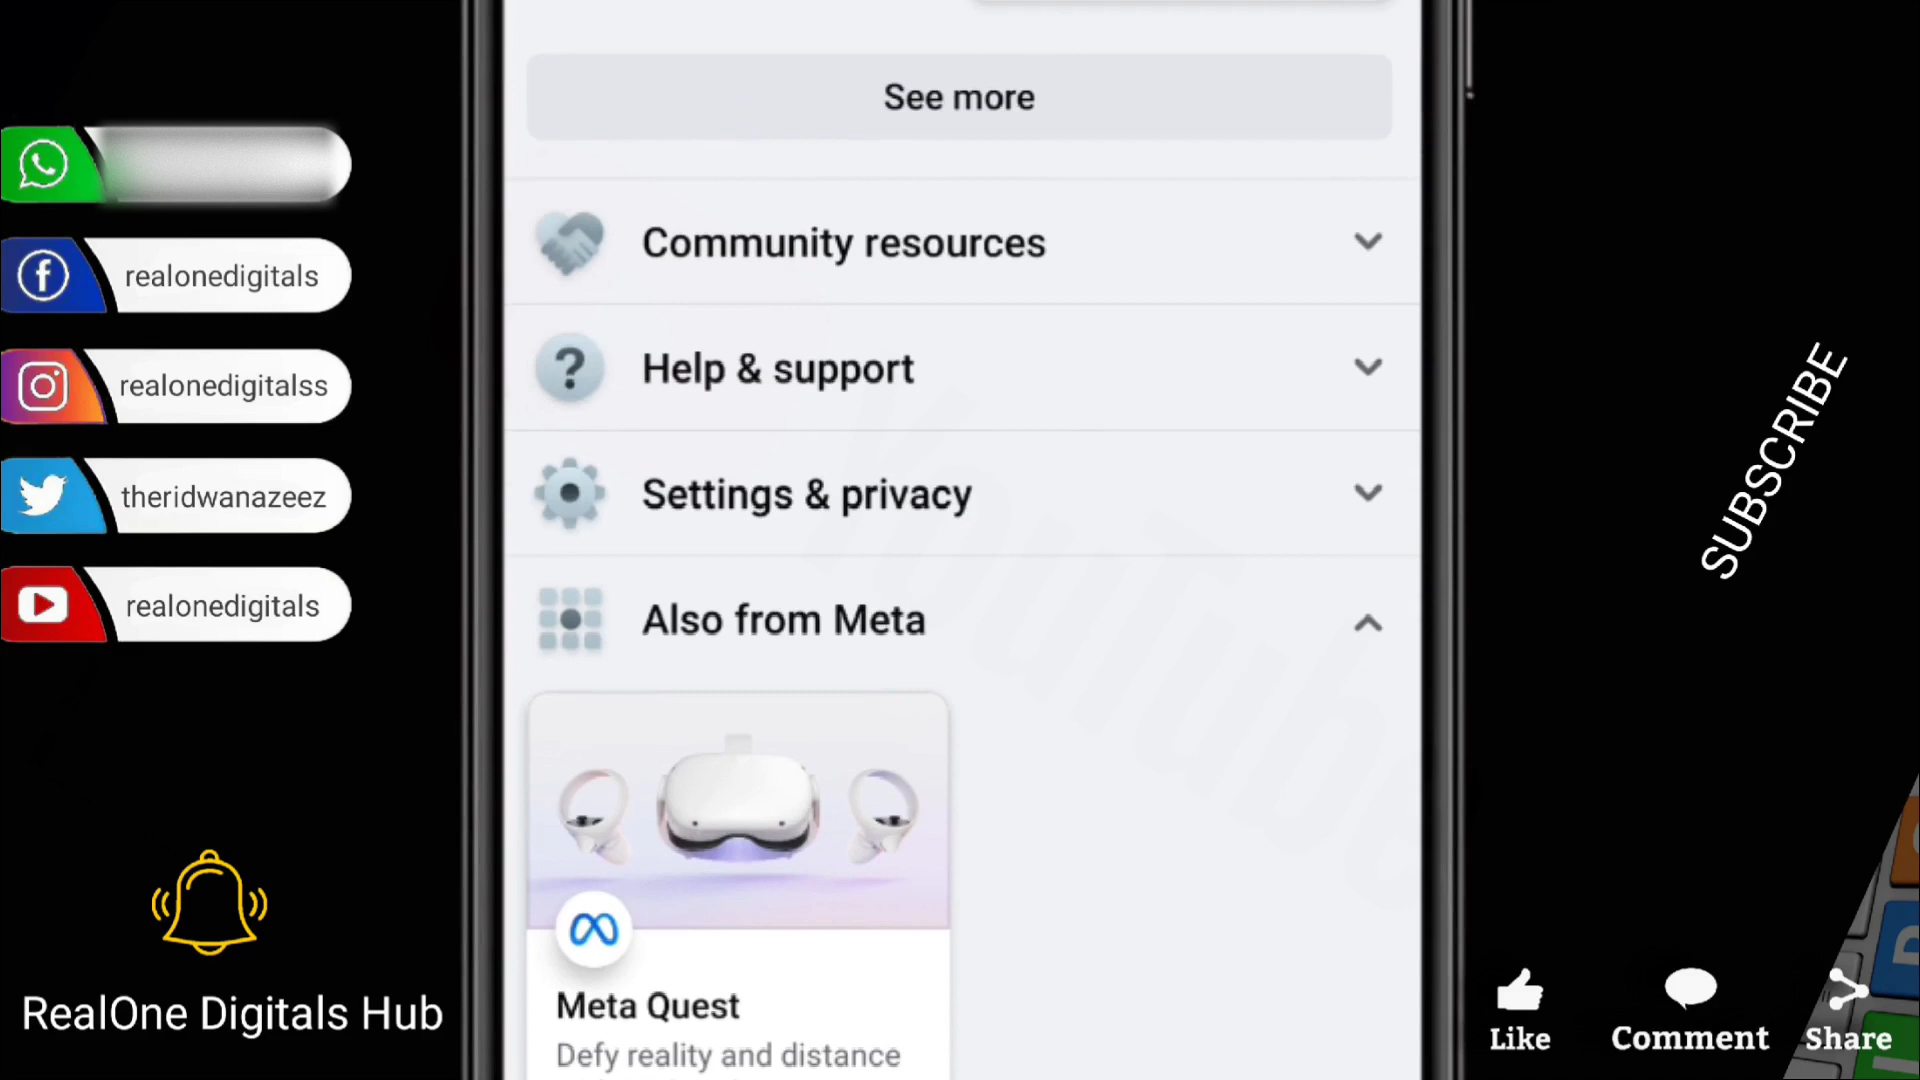 See more
Community resources
Help & support
Settings & privacy
Also from Meta
Meta Quest
Defy reality and distance
realonedigitals
realonedigitalss
theridwanazeez
realonedigitals
RealOne Digitals Hub
SUBSCRIBE
YouTube
Like
Comment
Share